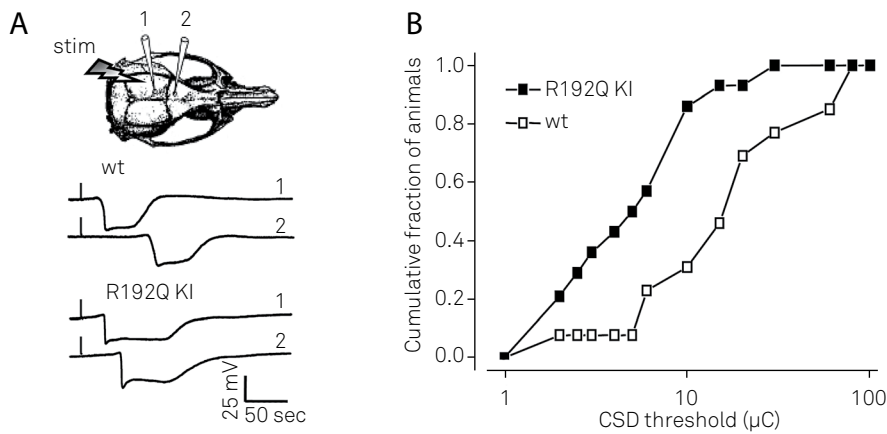 A
stim
1 2
wt
1
2
R192Q KI
1
2
25 mV
50 sec
B
Cumulative fraction of animals
1.0
0.8
0.6
0.4
0.2
0.0
R192Q KI
wt
1 10 100
CSD threshold (μC)